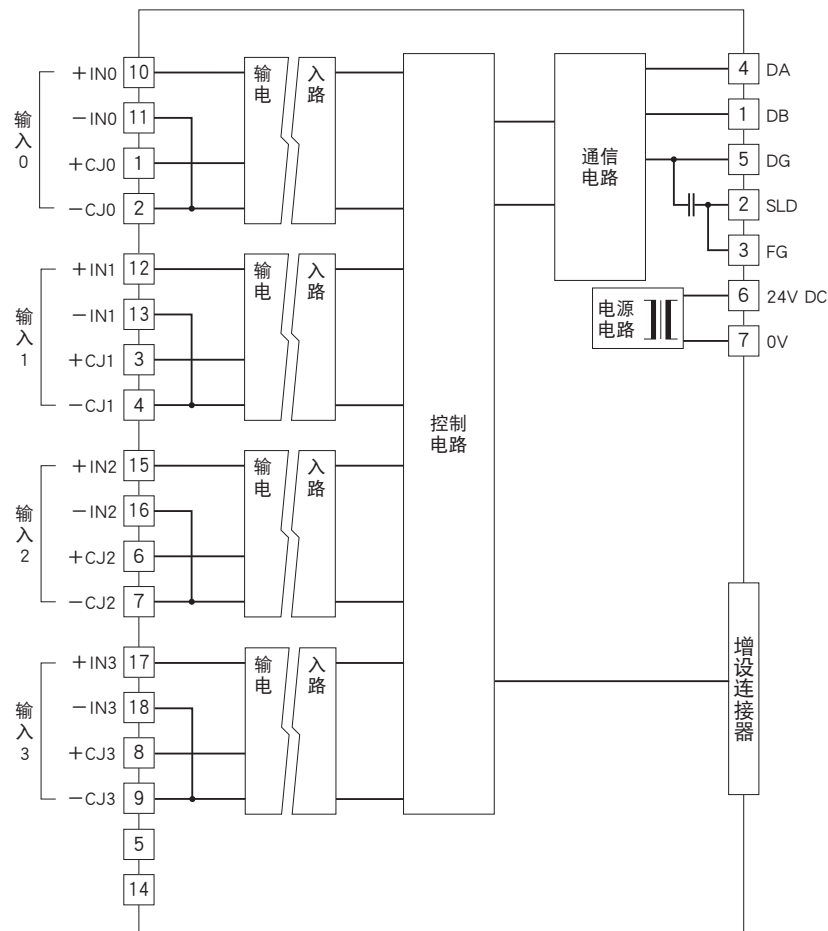 输入0
+IN0 10
-IN0 11
+CJ0 1
-CJ0 2
输 入
电 路
输入1
+IN1 12
-IN1 13
+CJ1 3
-CJ1 4
输 入
电 路
输入2
+IN2 15
-IN2 16
+CJ2 6
-CJ2 7
输 入
电 路
输入3
+IN3 17
-IN3 18
+CJ3 8
-CJ3 9
输 入
电 路
5
14
控制
电路
通信
电路
4 DA
1 DB
5 DG
2 SLD
3 FG
电源
电路
6 24V DC
7 0V
增设连接器